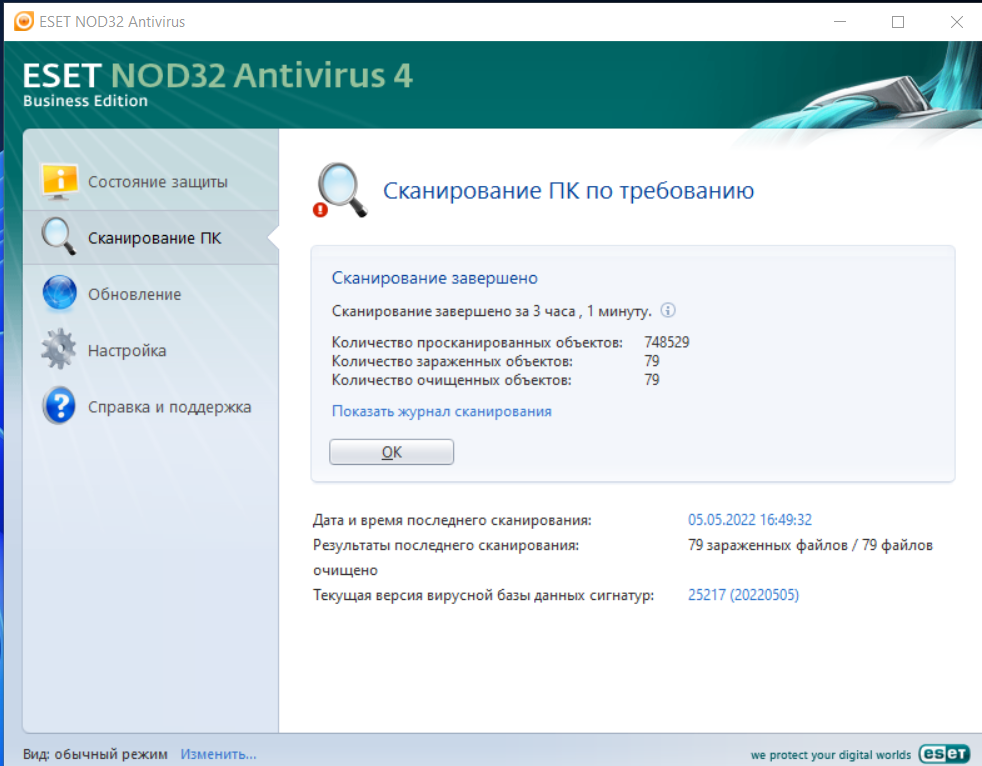 ESET NOD32 Antivirus
ESET NOD32 Antivirus 4
Business Edition
Состояние защиты
Сканирование ПК
Обновление
Настройка
Справка и поддержка
Сканирование ПК по требованию
Сканирование завершено
Сканирование завершено за 3 часа , 1 минуту.
Количество просканированных объектов: 748529
Количество зараженных объектов: 79
Количество очищенных объектов: 79
Показать журнал сканирования
OK
Дата и время последнего сканирования: 05.05.2022 16:49:32
Результаты последнего сканирования: 79 зараженных файлов / 79 файлов
очищено
Текущая версия вирусной базы данных сигнатур: 25217 (20220505)
Вид: обычный режим Изменить...
we protect your digital worlds eset